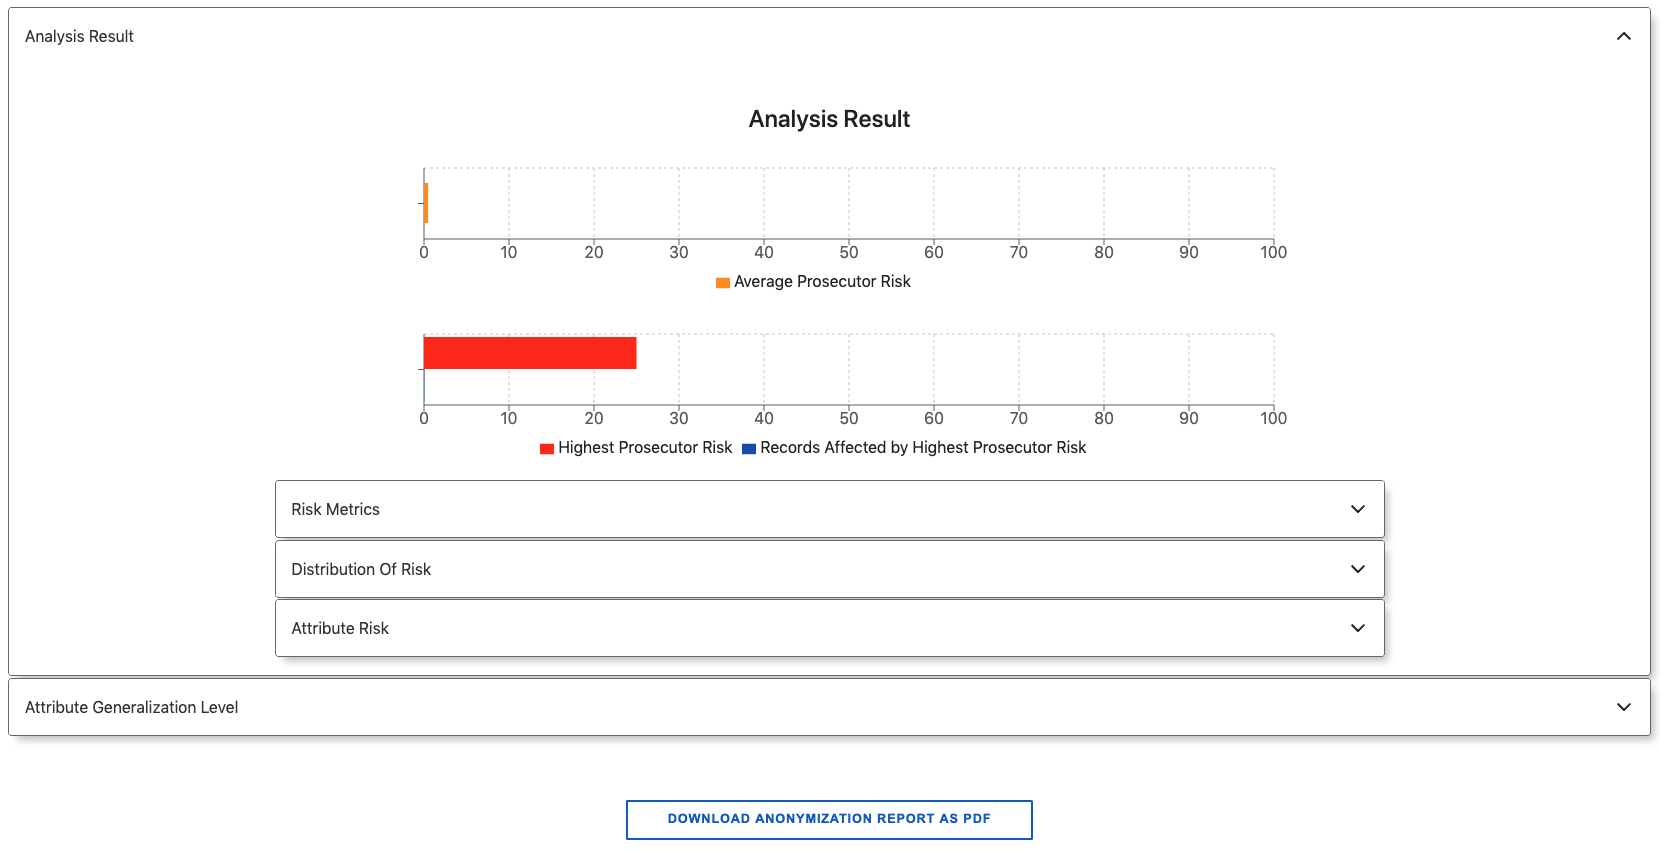 Analysis Result
Analysis Result
0 10 20 30 40 50 60 70 80 90 100
Average Prosecutor Risk
0 10 20 30 40 50 60 70 80 90 100
Highest Prosecutor Risk Records Affected by Highest Prosecutor Risk
Risk Metrics
Distribution Of Risk
Attribute Risk
Attribute Generalization Level
DOWNLOAD ANONYMIZATION REPORT AS PDF